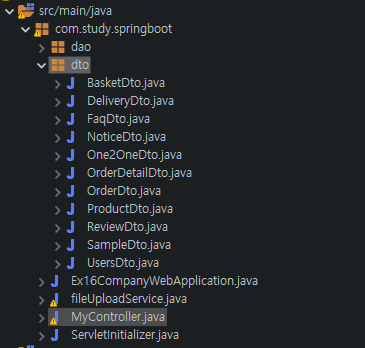 src/main/java
com.study.springboot
dao
dto
BasketDto.java
DeliveryDto.java
FaqDto.java
NoticeDto.java
One2OneDto.java
OrderDetailDto.java
OrderDto.java
ProductDto.java
ReviewDto.java
SampleDto.java
UsersDto.java
Ex16CompanyWebApplication.java
fileUploadService.java
MyController.java
ServletInitializer.java